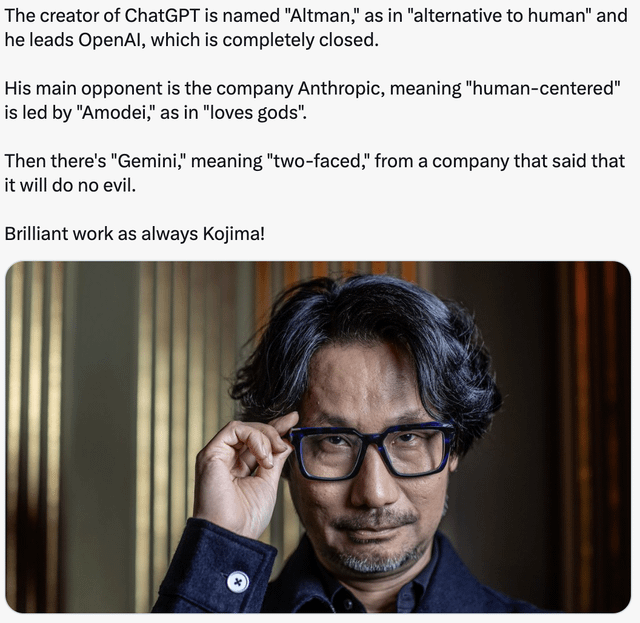 The creator of ChatGPT is named "Altman," as in "alternative to human" and
he leads OpenAI, which is completely closed.
His main opponent is the company Anthropic, meaning "human-centered"
is led by "Amodei," as in "loves gods".
Then there's "Gemini," meaning "two-faced," from a company that said that
it will do no evil.
Brilliant work as always Kojima!